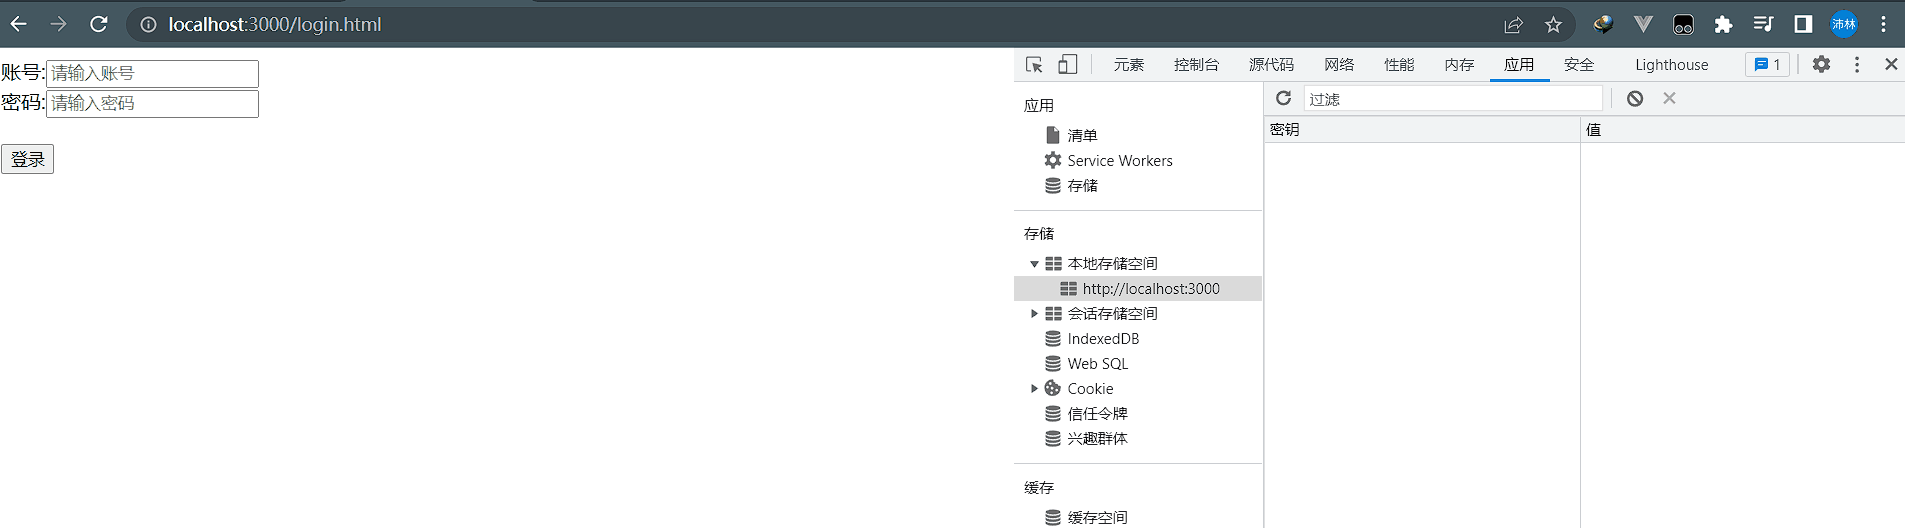 localhost:3000/login.html
沛林
账号:请输入账号
密码:请输入密码
登录
元素 控制台 源代码 网络 性能 内存 应用 安全 Lighthouse 1
应用
清单
Service Workers
存储
存储
本地存储空间
http://localhost:3000
会话存储空间
IndexedDB
Web SQL
Cookie
信任令牌
兴趣群体
缓存
缓存空间
过滤
密钥 值